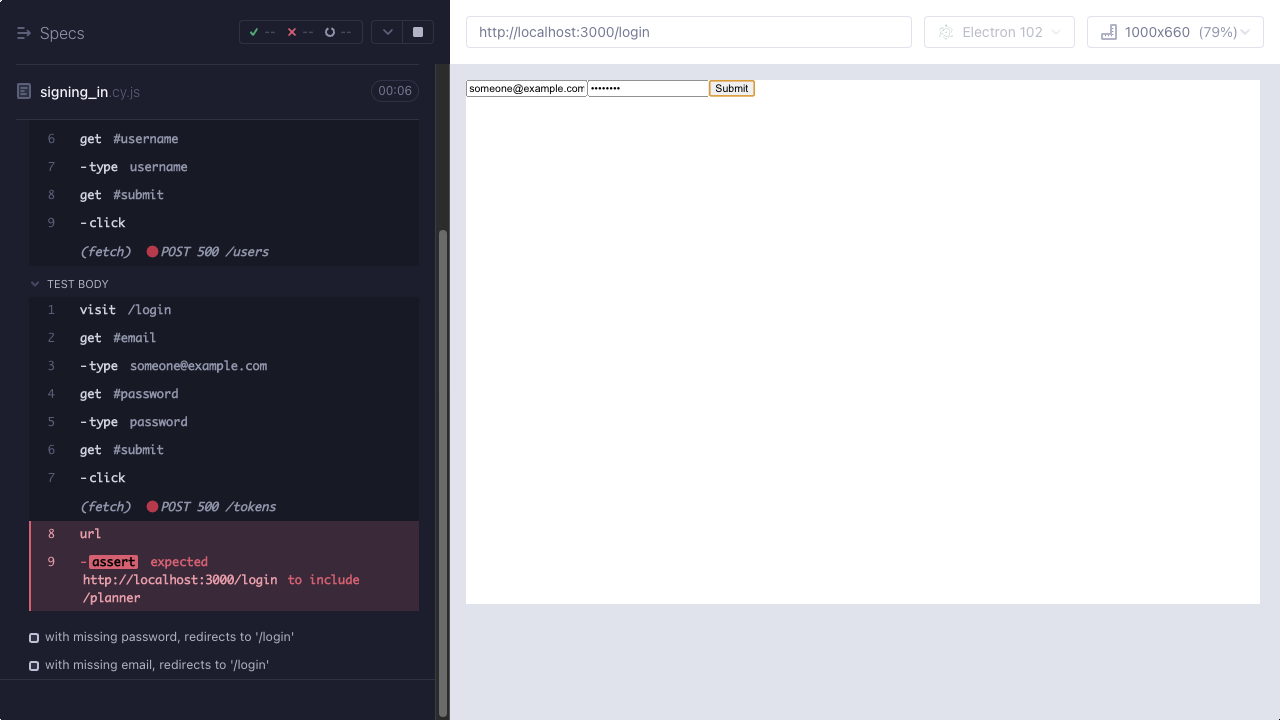 Specs
-- -- --
signing_in.cy.js 00:06
6 get #username
7 -type username
8 get #submit
9 -click
(fetch) POST 500 /users
TEST BODY
1 visit /login
2 get #email
3 -type someone@example.com
4 get #password
5 -type password
6 get #submit
7 -click
(fetch) POST 500 /tokens
8 url
9 -assert expected
http://localhost:3000/login to include
/planner
with missing password, redirects to '/login'
with missing email, redirects to '/login'
http://localhost:3000/login
Electron 102
1000x660 (79%)
someone@example.com •••••••• Submit